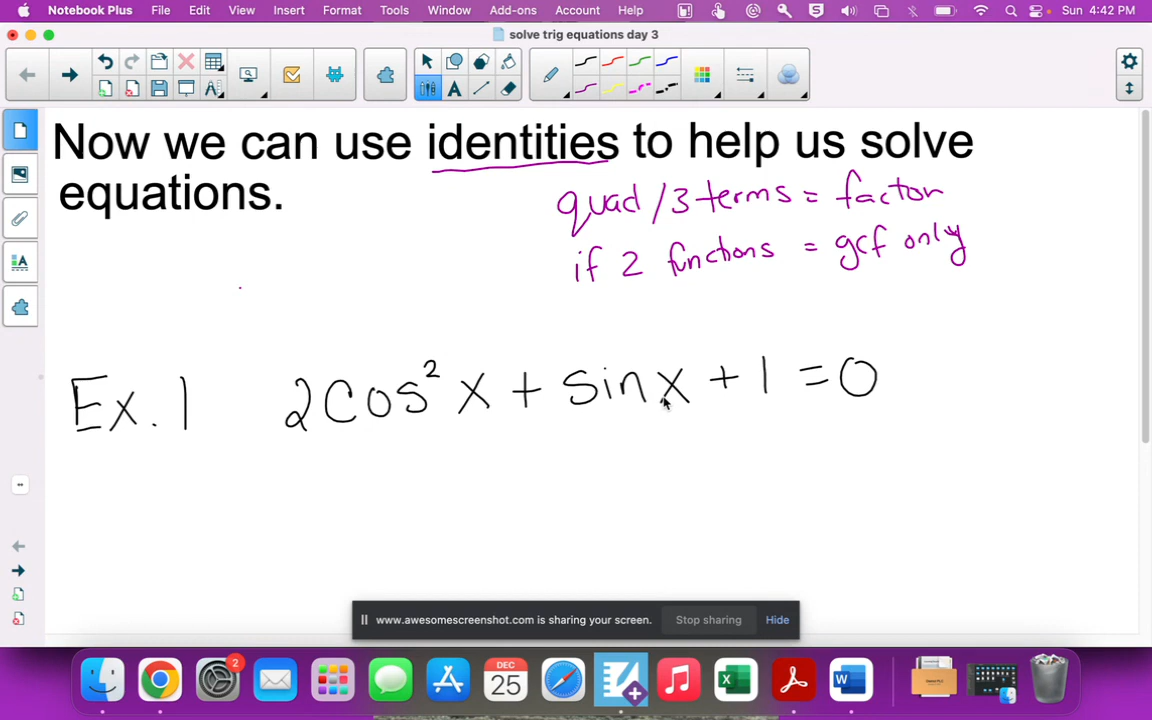 Notebook Plus File Edit View Insert Format Tools Window Add-ons Account Help Sun 4:42 PM
solve trig equations day 3
Now we can use identities to help us solve
equations.
quad / 3 terms = factor
if 2 functions = gcf only
Ex. 1 2cos² x + sin x + 1 = 0
www.awesomescreenshot.com is sharing your screen. Stop sharing Hide
2
DEC
25